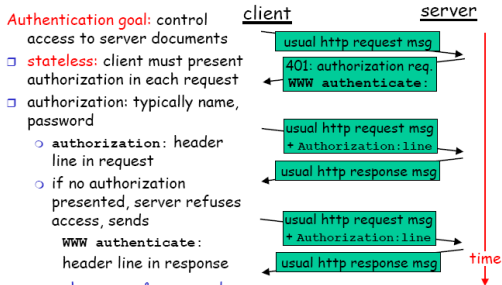 Authentication goal: control
access to server documents
stateless: client must present
authorization in each request
authorization: typically name,
password
authorization: header
line in request
if no authorization
presented, server refuses
access, sends
WWW authenticate:
header line in response
client
server
usual http request msg
401: authorization req.
WWW authenticate:
usual http request msg
+ Authorization:line
usual http response msg
usual http request msg
+ Authorization:line
usual http response msg
time